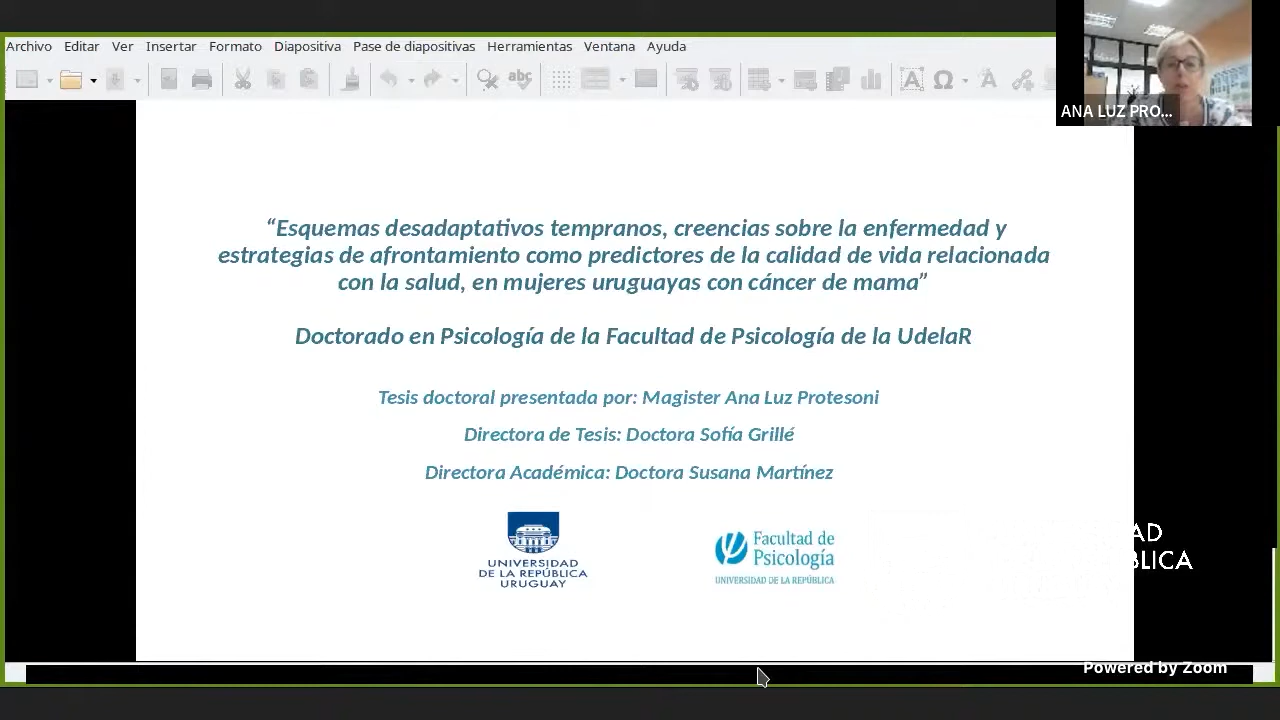 Archivo Editar Ver Insertar Formato Diapositiva Pase de diapositivas Herramientas Ventana Ayuda
ANA LUZ PRO...
“Esquemas desadaptativos tempranos, creencias sobre la enfermedad y
estrategias de afrontamiento como predictores de la calidad de vida relacionada
con la salud, en mujeres uruguayas con cáncer de mama”
Doctorado en Psicología de la Facultad de Psicología de la UdelaR
Tesis doctoral presentada por: Magister Ana Luz Protesoni
Directora de Tesis: Doctora Sofía Grillé
Directora Académica: Doctora Susana Martínez
UNIVERSIDAD
DE LA REPÚBLICA
URUGUAY
Facultad de
Psicología
UNIVERSIDAD DE LA REPÚBLICA
AD
BLICA
Powered by Zoom